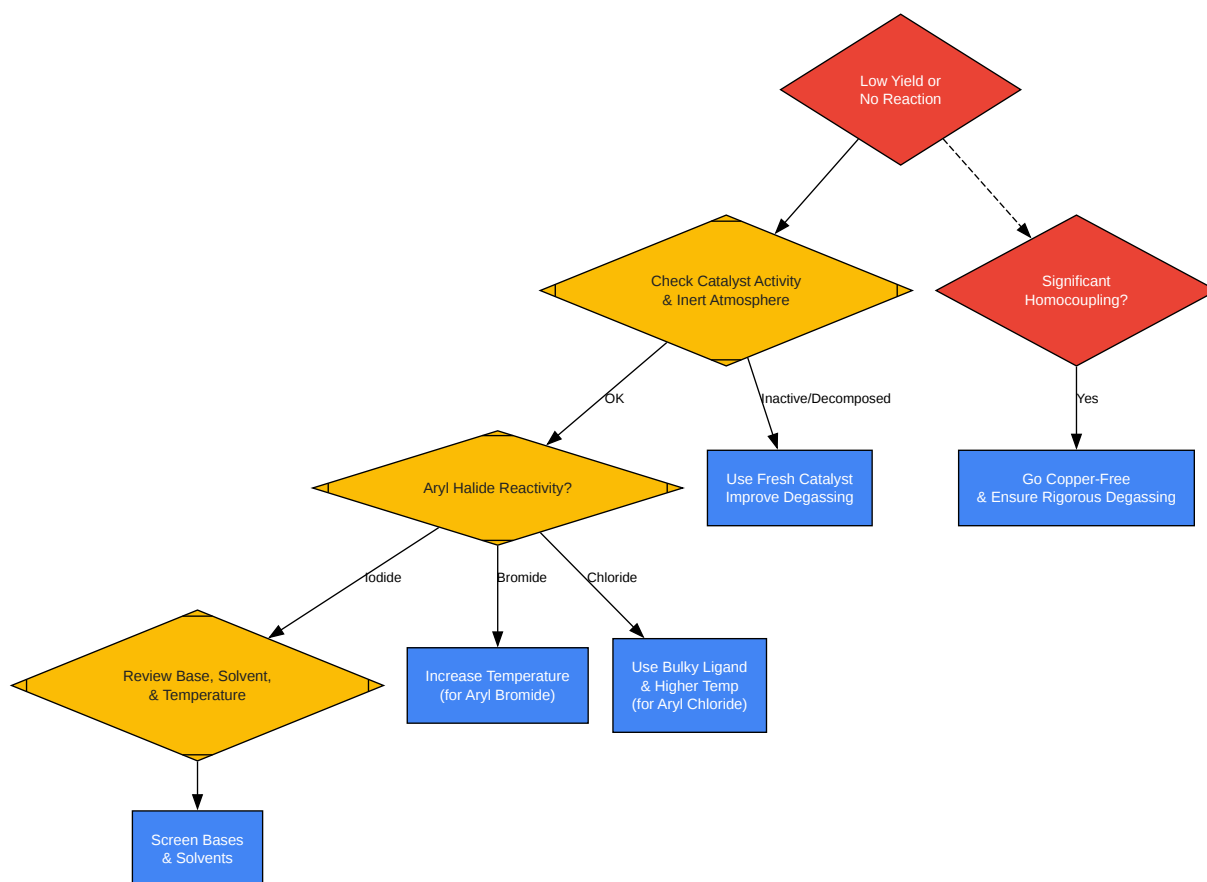 Low Yield or
No Reaction
Check Catalyst Activity
& Inert Atmosphere
Significant
Homocoupling?
OK
Inactive/Decomposed
Yes
Aryl Halide Reactivity?
Use Fresh Catalyst
Improve Degassing
Go Copper-Free
& Ensure Rigorous Degassing
Iodide
Bromide
Chloride
Review Base, Solvent,
& Temperature
Increase Temperature
(for Aryl Bromide)
Use Bulky Ligand
& Higher Temp
(for Aryl Chloride)
Screen Bases
& Solvents